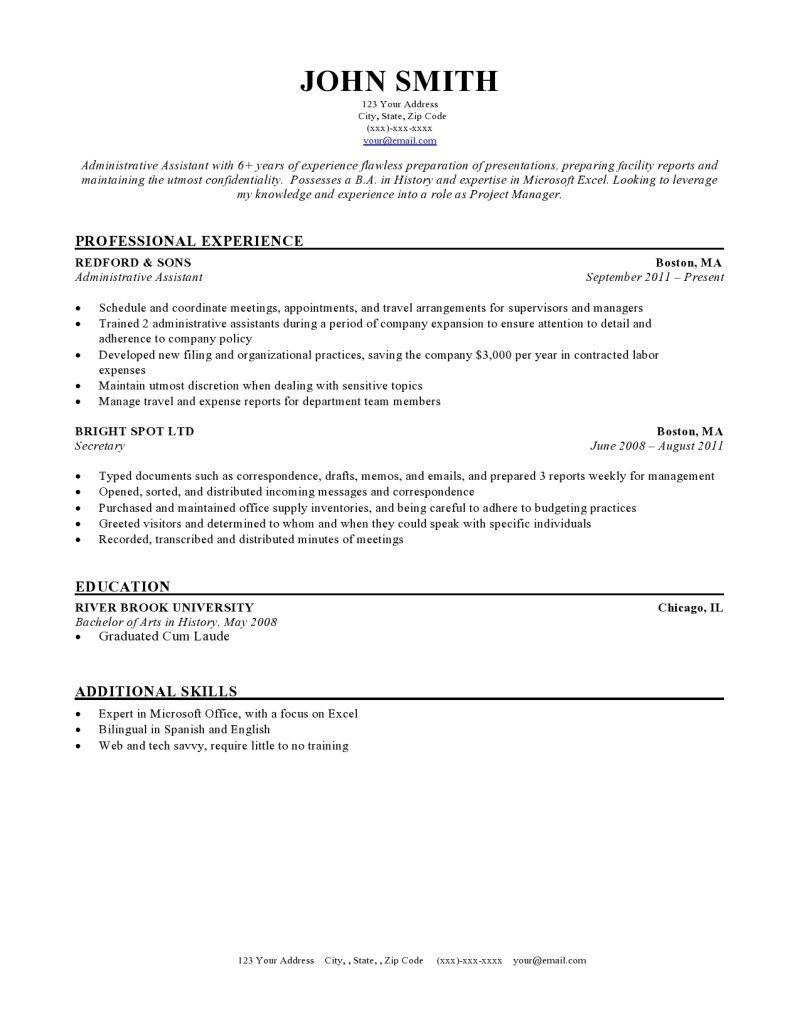 JOHN SMITH
123 Your Address
City, State, Zip Code
(xxx)-xxx-xxxx
your@email.com
Administrative Assistant with 6+ years of experience flawless preparation of presentations, preparing facility reports and
maintaining the utmost confidentiality. Possesses a B.A. in History and expertise in Microsoft Excel. Looking to leverage
my knowledge and experience into a role as Project Manager.
PROFESSIONAL EXPERIENCE
REDFORD & SONS Boston, MA
Administrative Assistant September 2011 – Present
• Schedule and coordinate meetings, appointments, and travel arrangements for supervisors and managers
• Trained 2 administrative assistants during a period of company expansion to ensure attention to detail and
adherence to company policy
• Developed new filing and organizational practices, saving the company $3,000 per year in contracted labor
expenses
• Maintain utmost discretion when dealing with sensitive topics
• Manage travel and expense reports for department team members
BRIGHT SPOT LTD Boston, MA
Secretary June 2008 – August 2011
• Typed documents such as correspondence, drafts, memos, and emails, and prepared 3 reports weekly for management
• Opened, sorted, and distributed incoming messages and correspondence
• Purchased and maintained office supply inventories, and being careful to adhere to budgeting practices
• Greeted visitors and determined to whom and when they could speak with specific individuals
• Recorded, transcribed and distributed minutes of meetings
EDUCATION
RIVER BROOK UNIVERSITY Chicago, IL
Bachelor of Arts in History, May 2008
• Graduated Cum Laude
ADDITIONAL SKILLS
• Expert in Microsoft Office, with a focus on Excel
• Bilingual in Spanish and English
• Web and tech savvy, require little to no training
123 Your Address City, , State, , Zip Code (xxx)-xxx-xxxx your@email.com